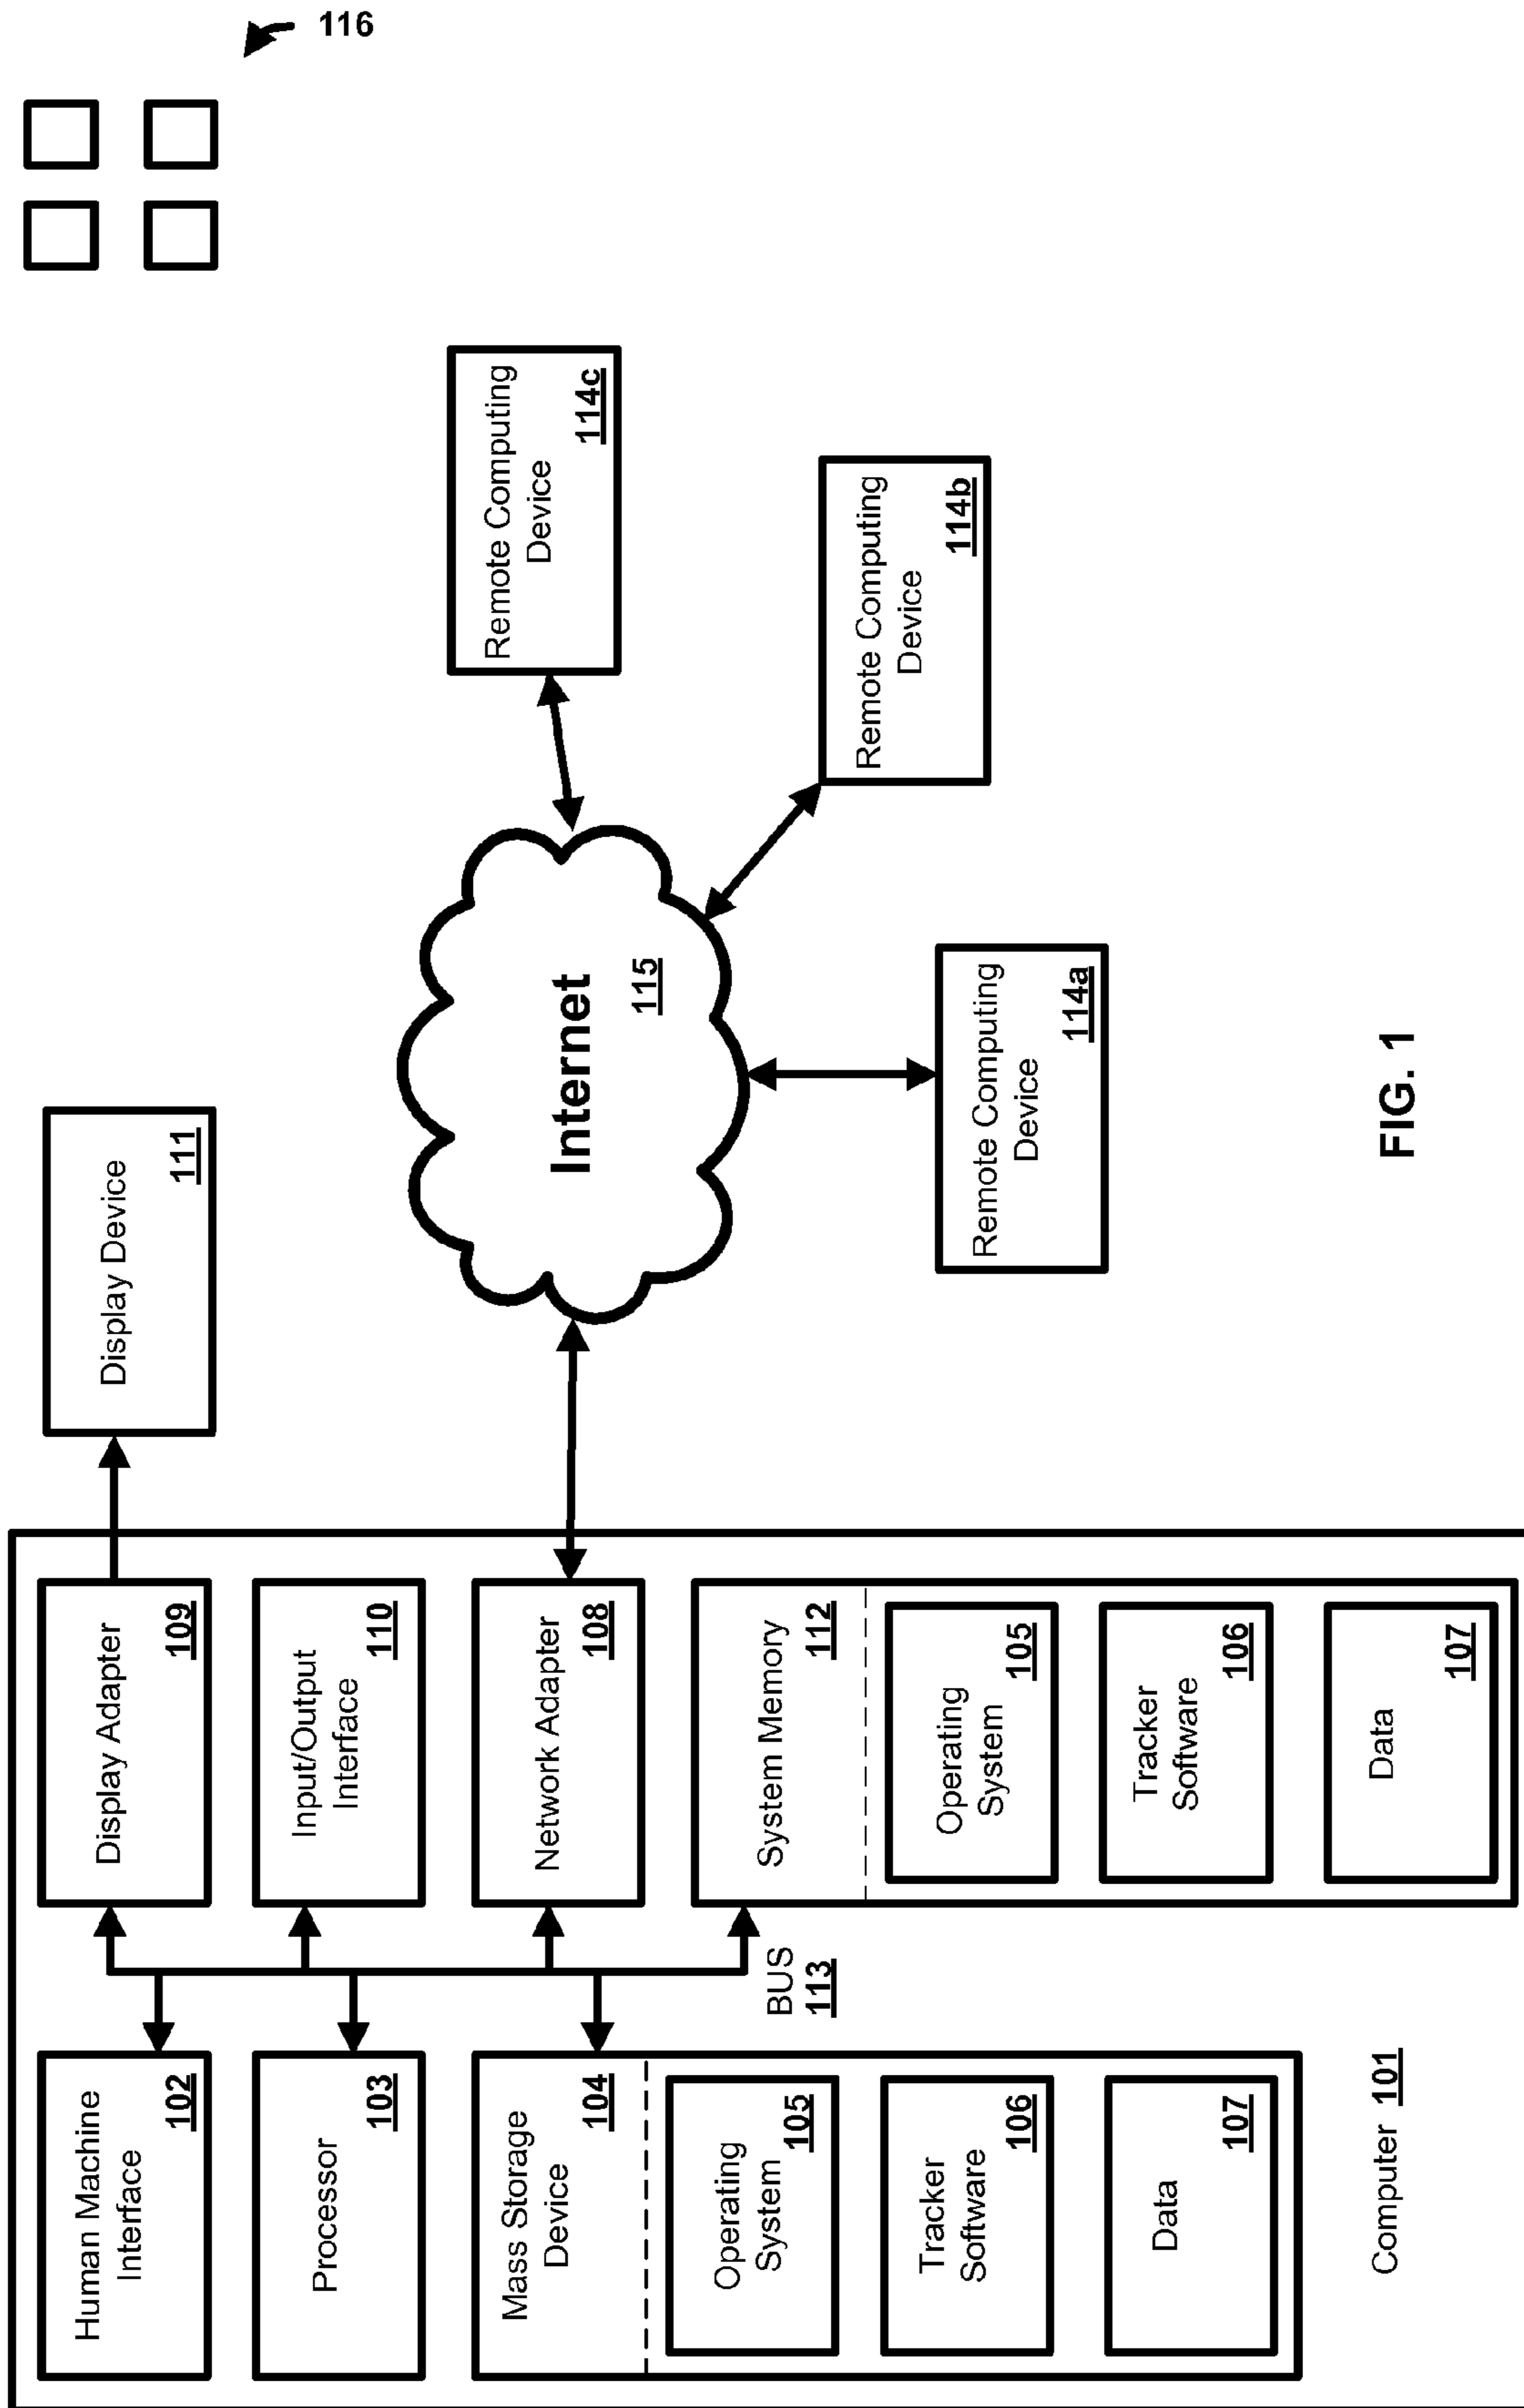 Human Machine
Interface
102
Processor
103
Mass Storage
Device
104
Operating
System
105
Tracker
Software
106
Data
107
Computer 101
BUS
113
Display Adapter
109
Input/Output
Interface
110
Network Adapter
108
System Memory
112
Operating
System
105
Tracker
Software
106
Data
107
Display Device
111
Internet
115
Remote Computing
Device
114a
Remote Computing
Device
114b
Remote Computing
Device
114c
116
FIG. 1